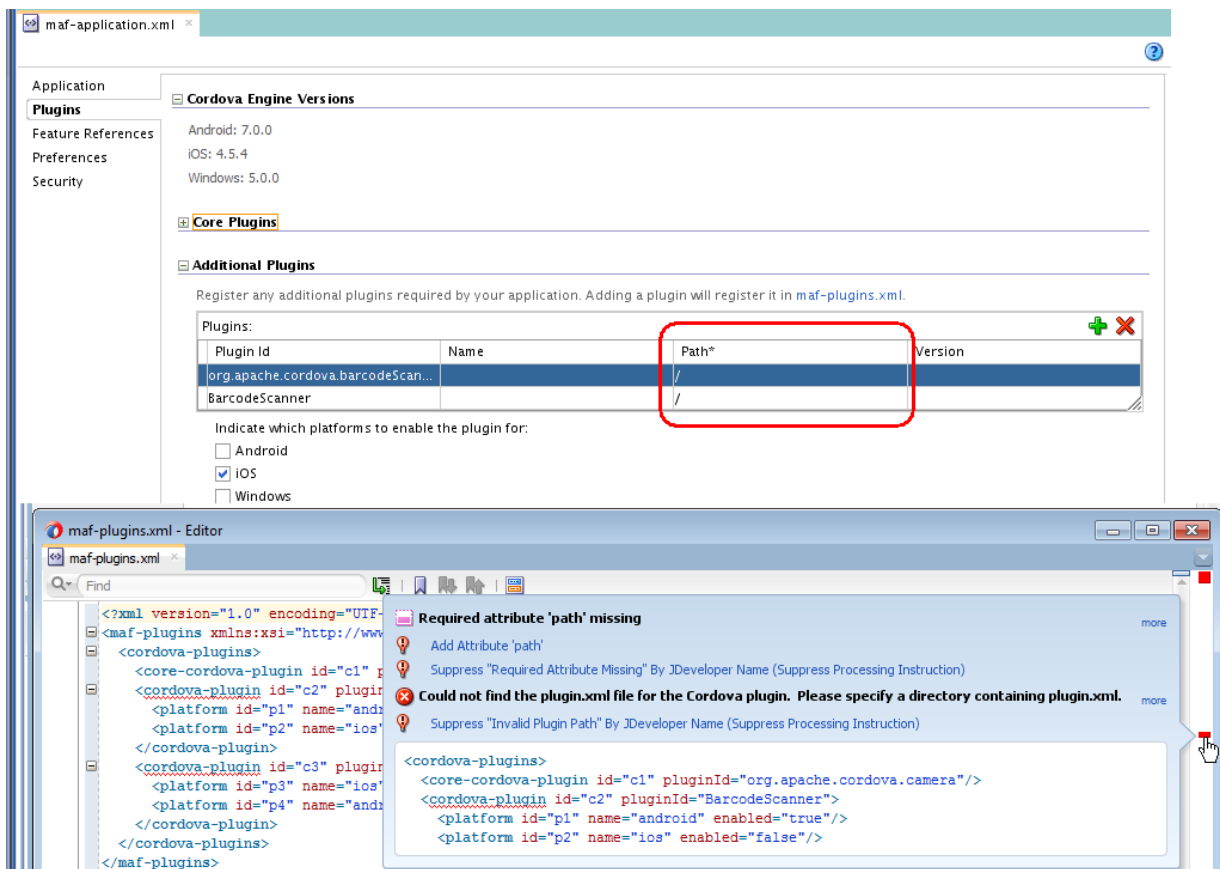 maf-application.xml
Application
Plugins
Feature References
Preferences
Security
Cordova Engine Versions
Android: 7.0.0
iOS: 4.5.4
Windows: 5.0.0
Core Plugins
Additional Plugins
Register any additional plugins required by your application. Adding a plugin will register it in maf-plugins.xml.
Plugins:
Plugin Id Name Path* Version
org.apache.cordova.barcodeScan... /
BarcodeScanner /
Indicate which platforms to enable the plugin for:
Android
iOS
Windows
maf-plugins.xml - Editor
maf-plugins.xml
Find
<?xml version="1.0" encoding="UTF-
<maf-plugins xmlns:xsi="http://www
<cordova-plugins>
<core-cordova-plugin id="c1" p
<cordova-plugin id="c2" plugin
<platform id="p1" name="andr
<platform id="p2" name="ios"
</cordova-plugin>
<cordova-plugin id="c3" plugin
<platform id="p3" name="ios"
<platform id="p4" name="andr
</cordova-plugin>
</cordova-plugins>
</maf-plugins>
Required attribute 'path' missing
more
Add Attribute 'path'
Suppress "Required Attribute Missing" By JDeveloper Name (Suppress Processing Instruction)
Could not find the plugin.xml file for the Cordova plugin. Please specify a directory containing plugin.xml.
more
Suppress "Invalid Plugin Path" By JDeveloper Name (Suppress Processing Instruction)
<cordova-plugins>
<core-cordova-plugin id="c1" pluginId="org.apache.cordova.camera"/>
<cordova-plugin id="c2" pluginId="BarcodeScanner">
<platform id="p1" name="android" enabled="true"/>
<platform id="p2" name="ios" enabled="false"/>